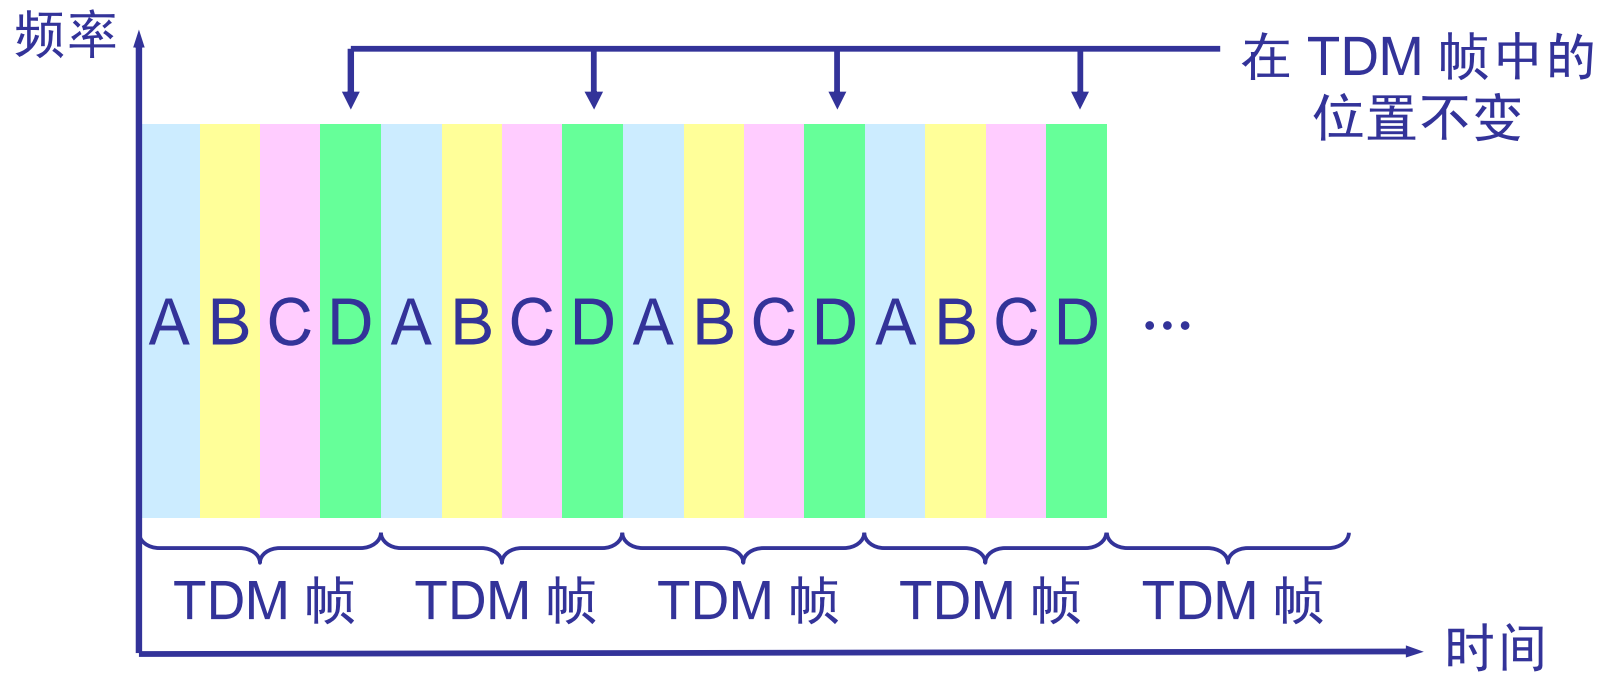 频率
在 TDM 帧中的
位置不变
A B C D A B C D A B C D A B C D …
TDM 帧 TDM 帧 TDM 帧 TDM 帧 TDM 帧
时间